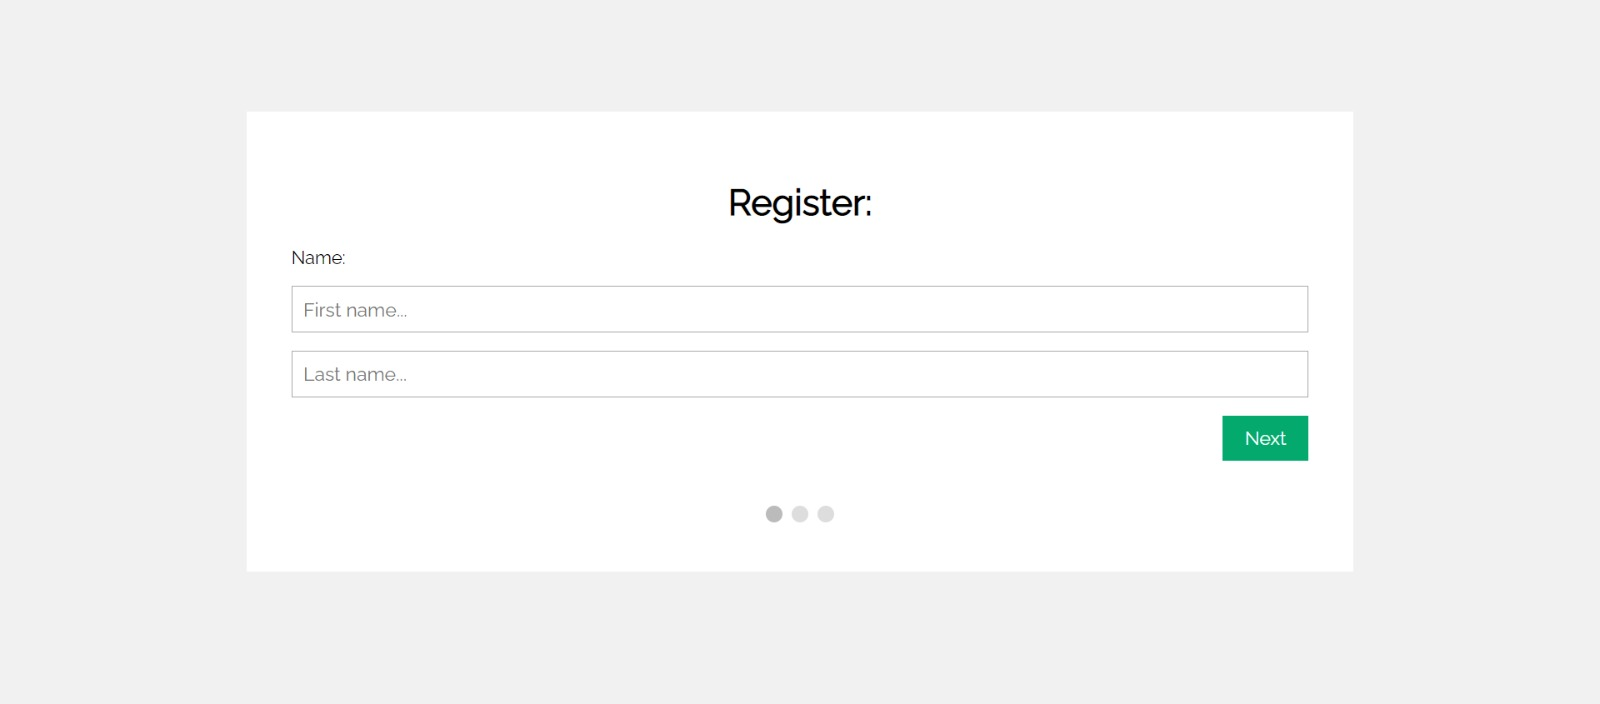 Register:
Name:
First name...
Last name...
Next